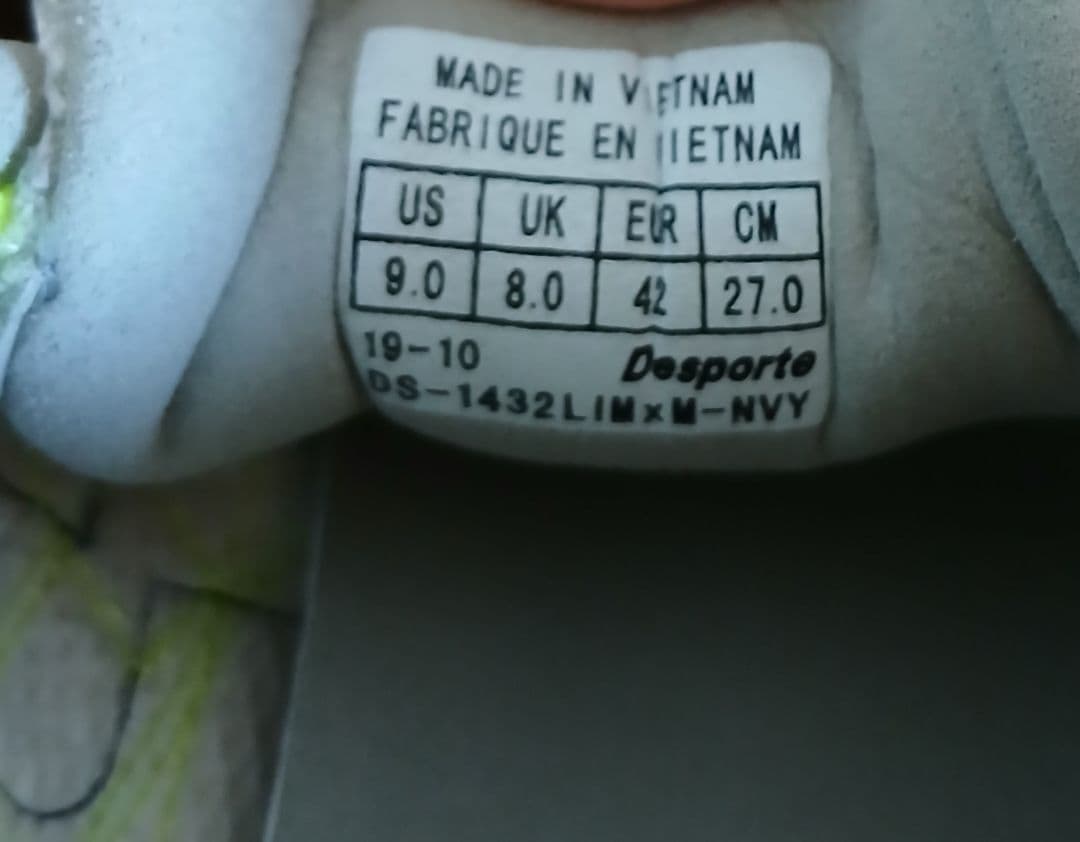 MADE IN VIETNAM
FABRIQUE EN VIETNAM
US UK EUR CM
9.0 8.0 42 27.0
19-10 Desporte
DS-1432LIM×M-NVY